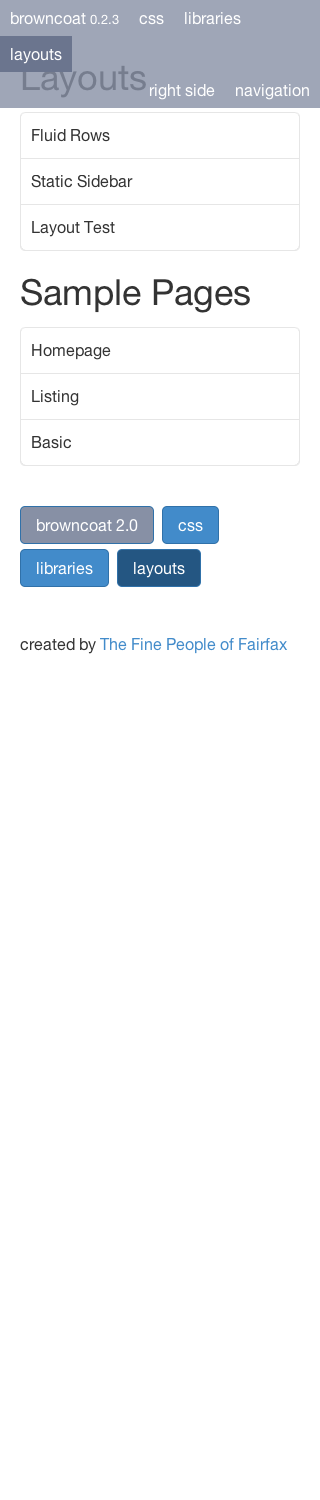 browncoat 0.2.3 css libraries
layouts
Layouts
right side navigation
Fluid Rows
Static Sidebar
Layout Test
Sample Pages
Homepage
Listing
Basic
browncoat 2.0 css
libraries layouts
created by The Fine People of Fairfax